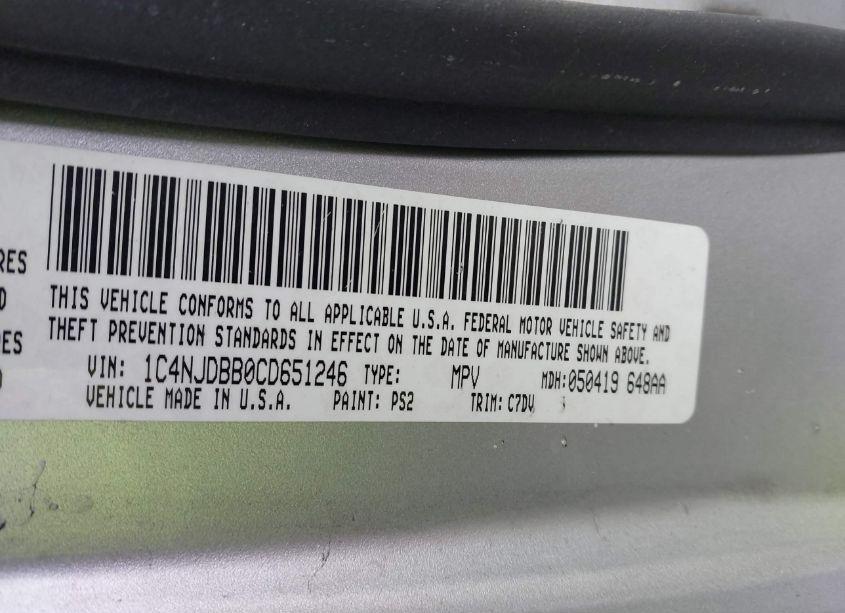 RES
THIS VEHICLE CONFORMS TO ALL APPLICABLE U.S.A. FEDERAL MOTOR VEHICLE SAFETY AND
THEFT PREVENTION STANDARDS IN EFFECT ON THE DATE OF MANUFACTURE SHOWN ABOVE.
VIN: 1C4NJDBB0CD651246 TYPE: MPV MDH:050419 648AA
VEHICLE MADE IN U.S.A. PAINT: PS2 TRIM: C7DV